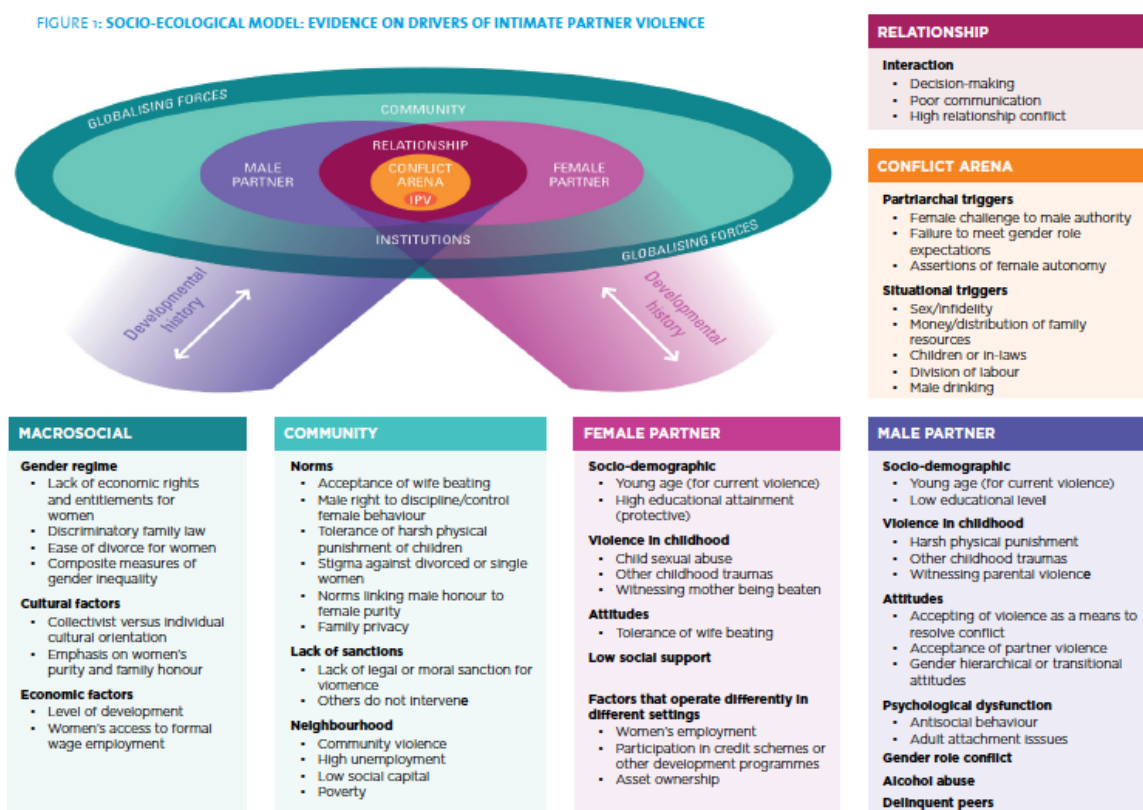 FIGURE 1: SOCIO-ECOLOGICAL MODEL: EVIDENCE ON DRIVERS OF INTIMATE PARTNER VIOLENCE
GLOBALISING FORCES
COMMUNITY
RELATIONSHIP
MALE
PARTNER
CONFLICT
ARENA
IPV
FEMALE
PARTNER
INSTITUTIONS
GLOBALISING FORCES
Developmental
history
Developmental
history
RELATIONSHIP
Interaction
• Decision-making
• Poor communication
• High relationship conflict
CONFLICT ARENA
Partriarchal triggers
• Female challenge to male authority
• Failure to meet gender role
expectations
• Assertions of female autonomy
Situational triggers
• Sex/infidelity
• Money/distribution of family
resources
• Children or in-laws
• Division of labour
• Male drinking
MACROSOCIAL
Gender regime
• Lack of economic rights
and entitlements for
women
• Discriminatory family law
• Ease of divorce for women
• Composite measures of
gender inequality
Cultural factors
• Collectivist versus individual
cultural orientation
• Emphasis on women's
purity and family honour
Economic factors
• Level of development
• Women's access to formal
wage employment
COMMUNITY
Norms
• Acceptance of wife beating
• Male right to discipline/control
female behaviour
• Tolerance of harsh physical
punishment of children
• Stigma against divorced or single
women
• Norms linking male honour to
female purity
• Family privacy
Lack of sanctions
• Lack of legal or moral sanction for
viomence
• Others do not intervene
Neighbourhood
• Community violence
• High unemployment
• Low social capital
• Poverty
FEMALE PARTNER
Socio-demographic
• Young age (for current violence)
• High educational attainment
(protective)
Violence in childhood
• Child sexual abuse
• Other childhood traumas
• Witnessing mother being beaten
Attitudes
• Tolerance of wife beating
Low social support
Factors that operate differently in
different settings
• Women's employment
• Participation in credit schemes or
other development programmes
• Asset ownership
MALE PARTNER
Socio-demographic
• Young age (for current violence)
• Low educational level
Violence in childhood
• Harsh physical punishment
• Other childhood traumas
• Witnessing parental violence
Attitudes
• Accepting of violence as a means to
resolve conflict
• Acceptance of partner violence
• Gender hierarchical or transitional
attitudes
Psychological dysfunction
• Antisocial behaviour
• Adult attachment isssues
Gender role conflict
Alcohol abuse
Delinquent peers